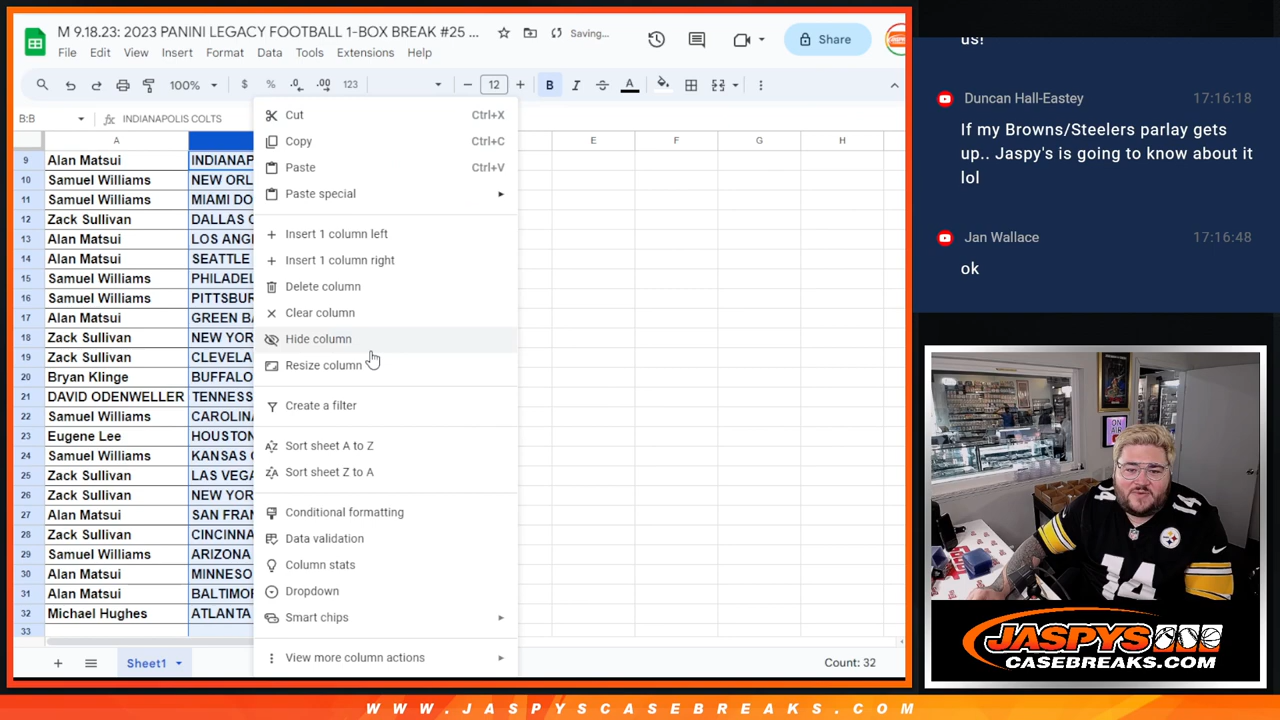 M 9.18.23: 2023 PANINI LEGACY FOOTBALL 1-BOX BREAK #25 ...
Saving...
Share
File Edit View Insert Format Data Tools Extensions Help
100% $ % .0 .00 123 12 B I A
B:B
INDIANAPOLIS COLTS
A E F G H
9 Alan Matsui INDIANAP
10 Samuel Williams NEW ORL
11 Samuel Williams MIAMI DO
12 Zack Sullivan DALLAS C
13 Alan Matsui LOS ANG
14 Alan Matsui SEATTLE
15 Samuel Williams PHILADEL
16 Samuel Williams PITTSBUR
17 Alan Matsui GREEN BA
18 Zack Sullivan NEW YOR
19 Zack Sullivan CLEVELA
20 Bryan Klinge BUFFALO
21 DAVID ODENWELLER TENNESS
22 Samuel Williams CAROLINA
23 Eugene Lee HOUSTON
24 Samuel Williams KANSAS
25 Zack Sullivan LAS VEGA
26 Zack Sullivan NEW YOR
27 Alan Matsui SAN FRAN
28 Zack Sullivan CINCINNA
29 Samuel Williams ARIZONA
30 Alan Matsui MINNESO
31 Alan Matsui BALTIMOR
32 Michael Hughes ATLANTA
33
Cut Ctrl+X
Copy Ctrl+C
Paste Ctrl+V
Paste special
Insert 1 column left
Insert 1 column right
Delete column
Clear column
Hide column
Resize column
Create a filter
Sort sheet A to Z
Sort sheet Z to A
Conditional formatting
Data validation
Column stats
Dropdown
Smart chips
View more column actions
Sheet1
Count: 32
us!
Duncan Hall-Eastey 17:16:18
If my Browns/Steelers parlay gets
up.. Jaspy's is going to know about it
lol
Jan Wallace 17:16:48
ok
ON
AIR
14
14
14
JASPYS
CASEBREAKS.COM
WWW.JASPYSCASEBREAKS.COM